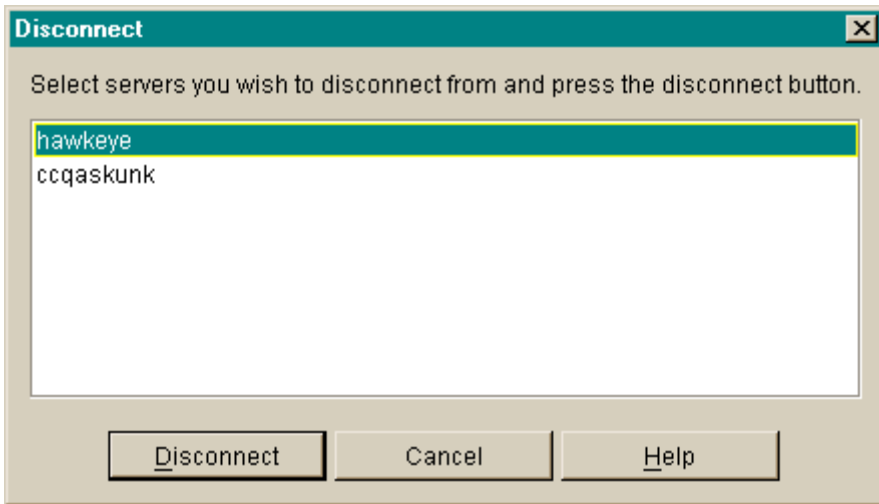 Disconnect
Select servers you wish to disconnect from and press the disconnect button.
hawkeye
ccqaskunk
Disconnect Cancel Help